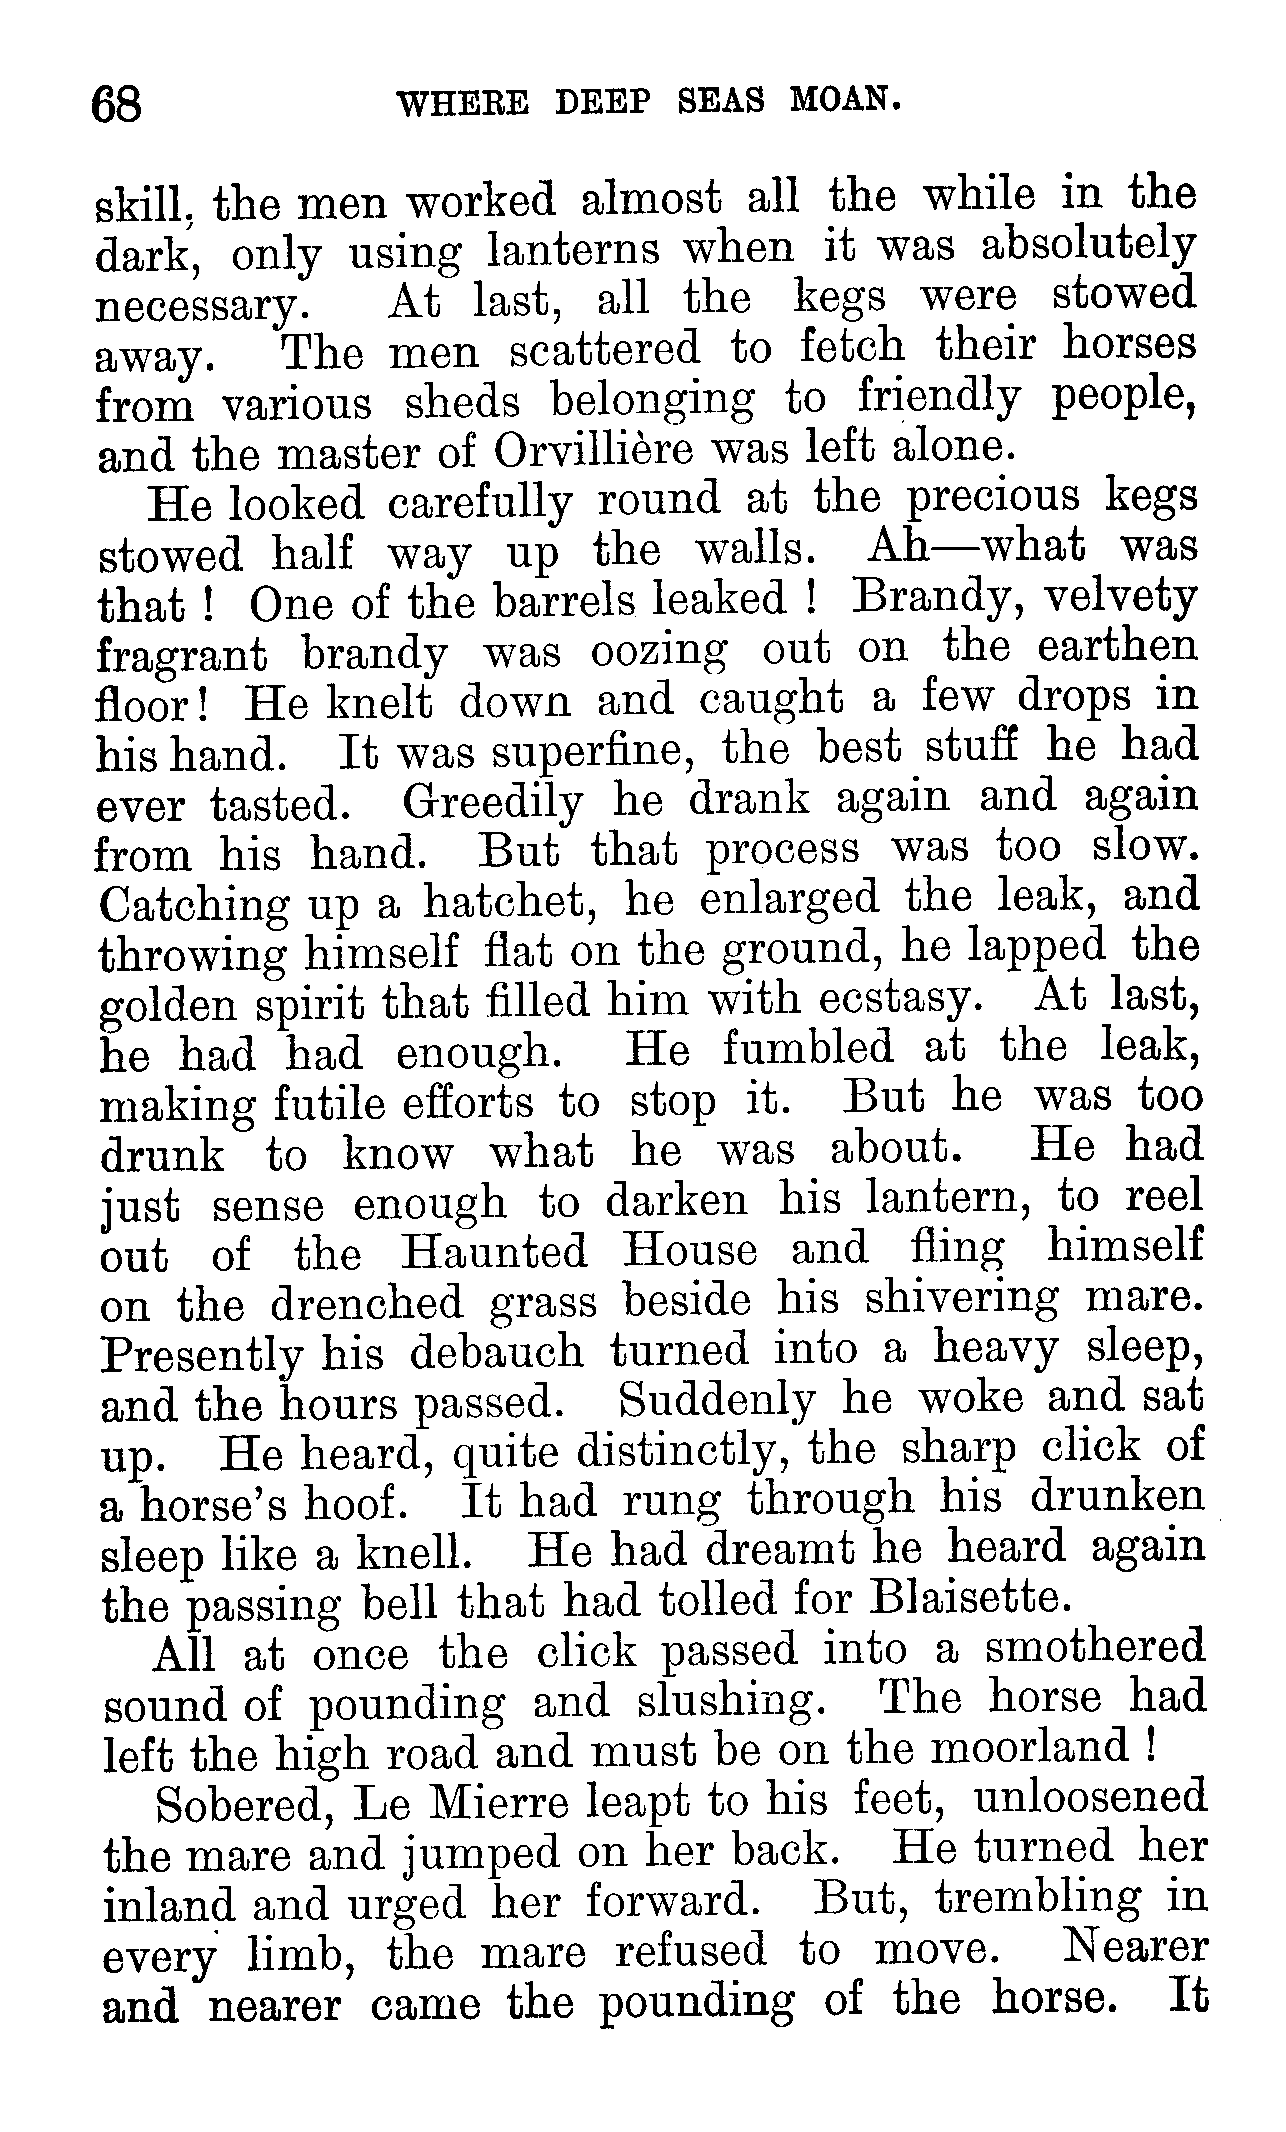 68 WHERE DEEP SEAS MOAN.
skill, the men worked almost all the while in the
dark, only using lanterns when it was absolutely
necessary. At last, all the kegs were stowed
away. The men scattered to fetch their horses
from various sheds belonging to friendly people,
and the master of Orvillière was left alone.
He looked carefully round at the precious kegs
stowed half way up the walls. Ah—what was
that ! One of the barrels leaked ! Brandy, velvety
fragrant brandy was oozing out on the earthen
floor! He knelt down and caught a few drops in
his hand. It was superfine, the best stuff he had
ever tasted. Greedily he drank again and again
from his hand. But that process was too slow.
Catching up a hatchet, he enlarged the leak, and
throwing himself flat on the ground, he lapped the
golden spirit that filled him with ecstasy. At last,
he had had enough. He fumbled at the leak,
making futile efforts to stop it. But he was too
drunk to know what he was about. He had
just sense enough to darken his lantern, to reel
out of the Haunted House and fling himself
on the drenched grass beside his shivering mare.
Presently his debauch turned into a heavy sleep,
and the hours passed. Suddenly he woke and sat
up. He heard, quite distinctly, the sharp click of
a horse's hoof. It had rung through his drunken
sleep like a knell. He had dreamt he heard again
the passing bell that had tolled for Blaisette.
All at once the click passed into a smothered
sound of pounding and slushing. The horse had
left the high road and must be on the moorland !
Sobered, Le Mierre leapt to his feet, unloosened
the mare and jumped on her back. He turned her
inland and urged her forward. But, trembling in
every limb, the mare refused to move. Nearer
and nearer came the pounding of the horse. It